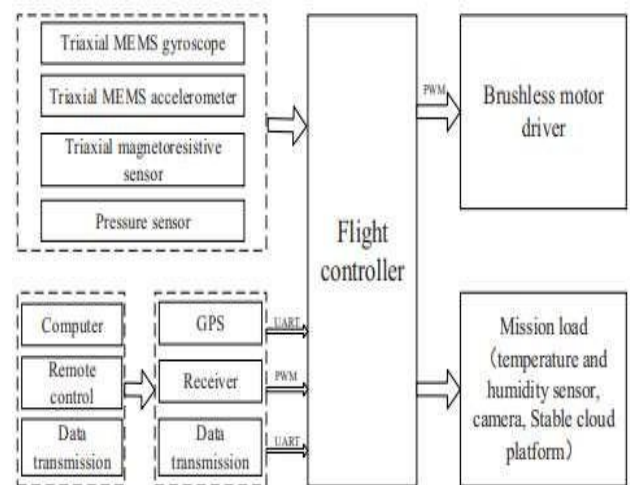 Triaxial MEMS gyroscope
Triaxial MEMS accelerometer
Triaxial magnetoresistive
sensor
Pressure sensor
Computer
Remote
control
Data
transmission
GPS
Receiver
Data
transmission
UART
PWM
UART
Flight
controller
PWM
Brushless motor
driver
Mission load
(temperature and
humidity sensor,
camera, Stable cloud
platform)